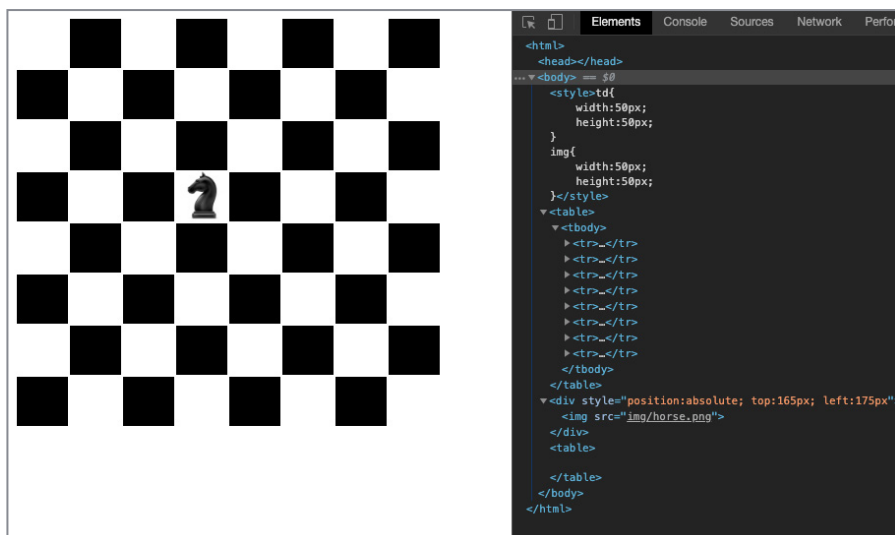 Elements Console Sources Network Perfor
<html>
<head></head>
... ▼<body> == $0
<style>td{
width:50px;
height:50px;
}
img{
width:50px;
height:50px;
}</style>
▼<table>
▼<tbody>
▶<tr>…</tr>
▶<tr>…</tr>
▶<tr>…</tr>
▶<tr>…</tr>
▶<tr>…</tr>
▶<tr>…</tr>
▶<tr>…</tr>
▶<tr>…</tr>
</tbody>
</table>
▼<div style="position:absolute; top:165px; left:175px"
<img src="img/horse.png">
</div>
<table>
</table>
</body>
</html>